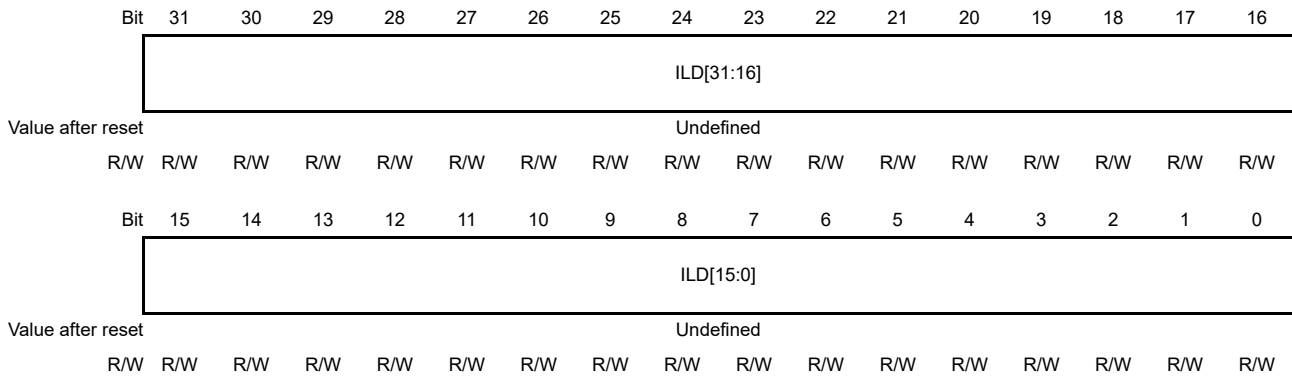 Bit 31 30 29 28 27 26 25 24 23 22 21 20 19 18 17 16
ILD[31:16]
Value after reset Undefined
R/W R/W R/W R/W R/W R/W R/W R/W R/W R/W R/W R/W R/W R/W R/W R/W R/W
Bit 15 14 13 12 11 10 9 8 7 6 5 4 3 2 1 0
ILD[15:0]
Value after reset Undefined
R/W R/W R/W R/W R/W R/W R/W R/W R/W R/W R/W R/W R/W R/W R/W R/W R/W